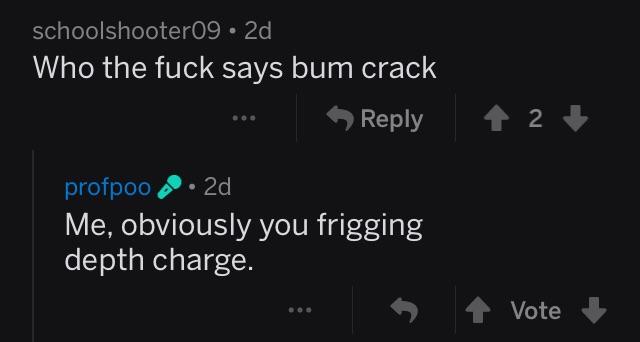 schoolshooter09 • 2d
Who the fuck says bum crack
... Reply 2
profpoo • 2d
Me, obviously you frigging
depth charge.
... Vote